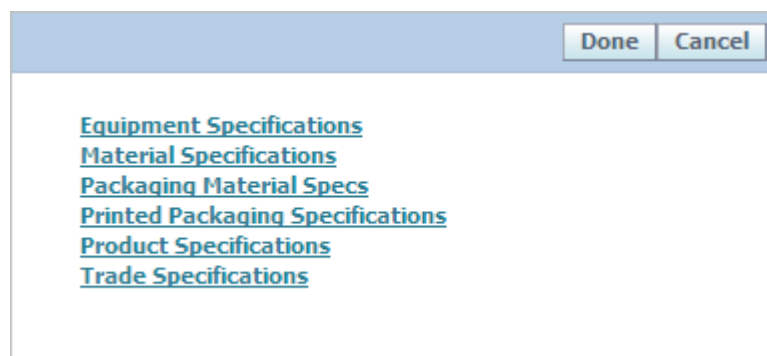 Done Cancel
Equipment Specifications
Material Specifications
Packaging Material Specs
Printed Packaging Specifications
Product Specifications
Trade Specifications